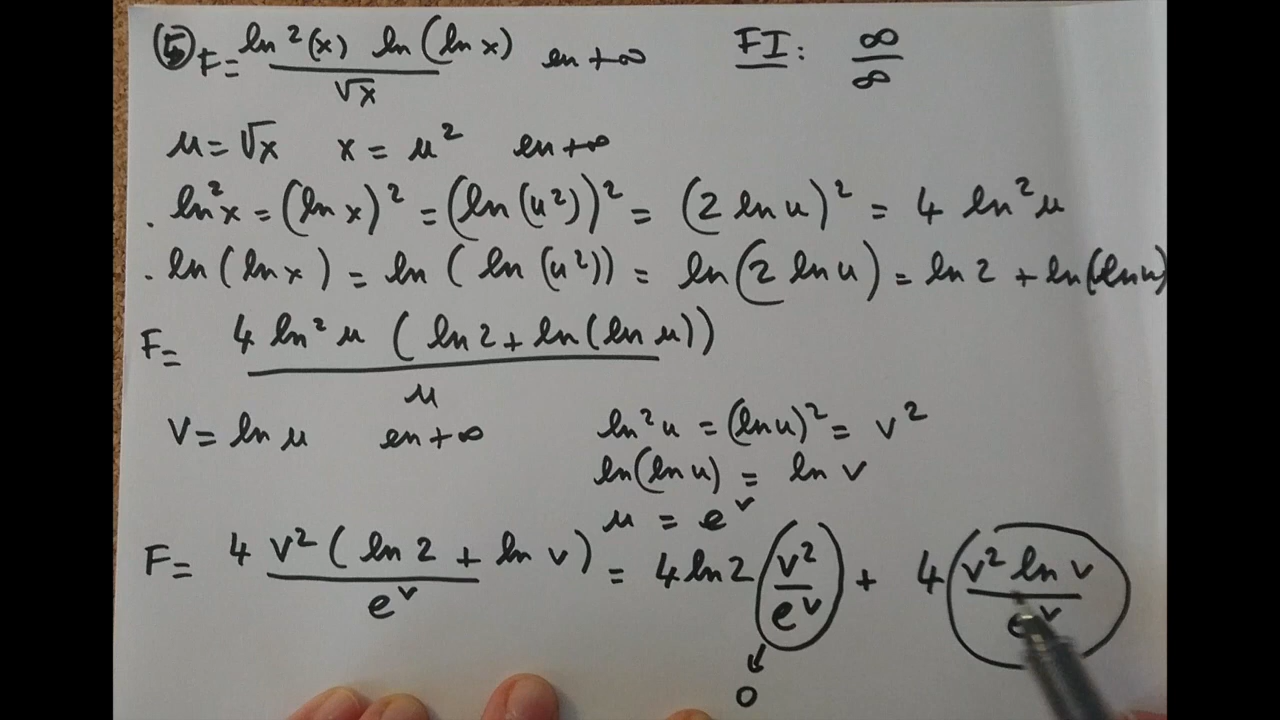 ⑤ F = ln²(x) ln(ln x) / √x en +∞ FI: ∞/∞
u = √x x = u² en +∞
. ln²x = (ln x)² = (ln(u²))² = (2 ln u)² = 4 ln²u
. ln(ln x) = ln(ln(u²)) = ln(2 ln u) = ln 2 + ln(ln u)
F = 4 ln²u (ln 2 + ln(ln u)) / u
V = ln u en +∞ ln²u = (ln u)² = v²
ln(ln u) = ln v
u = e^v
F = 4 v² (ln 2 + ln v) / e^v = 4 ln 2 (v²/e^v) + 4 (v² ln v / e^v)
↓
0